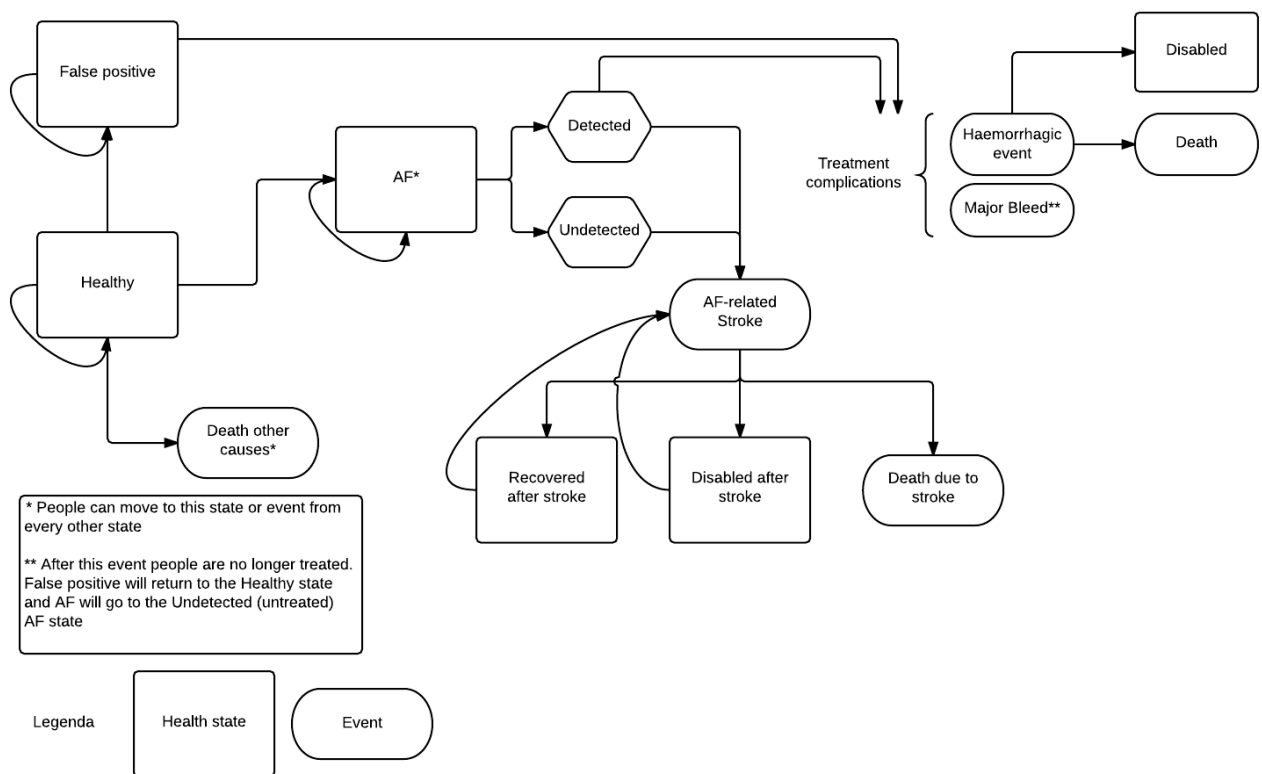 False positive
Disabled
Detected
Haemorrhagic
event
Death
AF*
Treatment
complications
Major Bleed**
Undetected
Healthy
AF-related
Stroke
Death other
causes*
Recovered
after stroke
Disabled after
stroke
Death due to
stroke
* People can move to this state or event from
every other state
** After this event people are no longer treated.
False positive will return to the Healthy state
and AF will go to the Undetected (untreated)
AF state
Legenda
Health state
Event